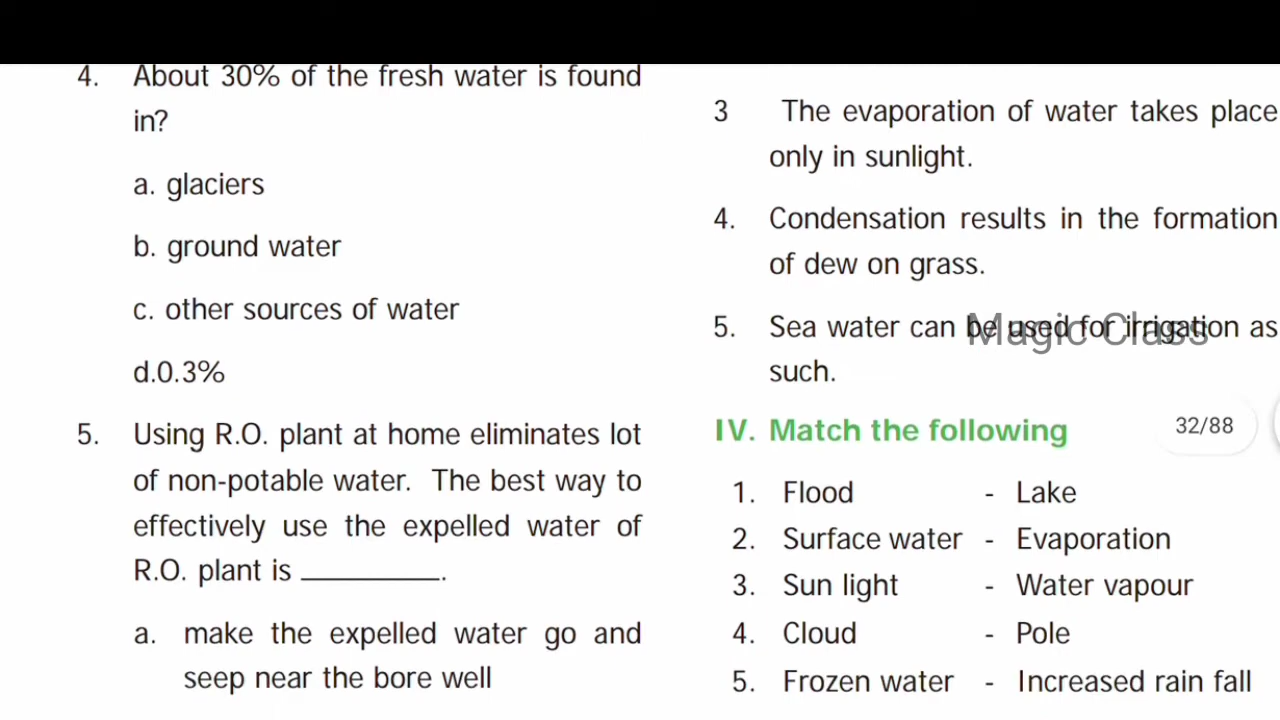 4. About 30% of the fresh water is found
in?
a. glaciers
b. ground water
c. other sources of water
d.0.3%
5. Using R.O. plant at home eliminates lot
of non-potable water. The best way to
effectively use the expelled water of
R.O. plant is __________.
a. make the expelled water go and
seep near the bore well
3 The evaporation of water takes place
only in sunlight.
4. Condensation results in the formation
of dew on grass.
5. Sea water can be used for irrigation as
such.
Magic Class
IV. Match the following
32/88
1. Flood - Lake
2. Surface water - Evaporation
3. Sun light - Water vapour
4. Cloud - Pole
5. Frozen water - Increased rain fall